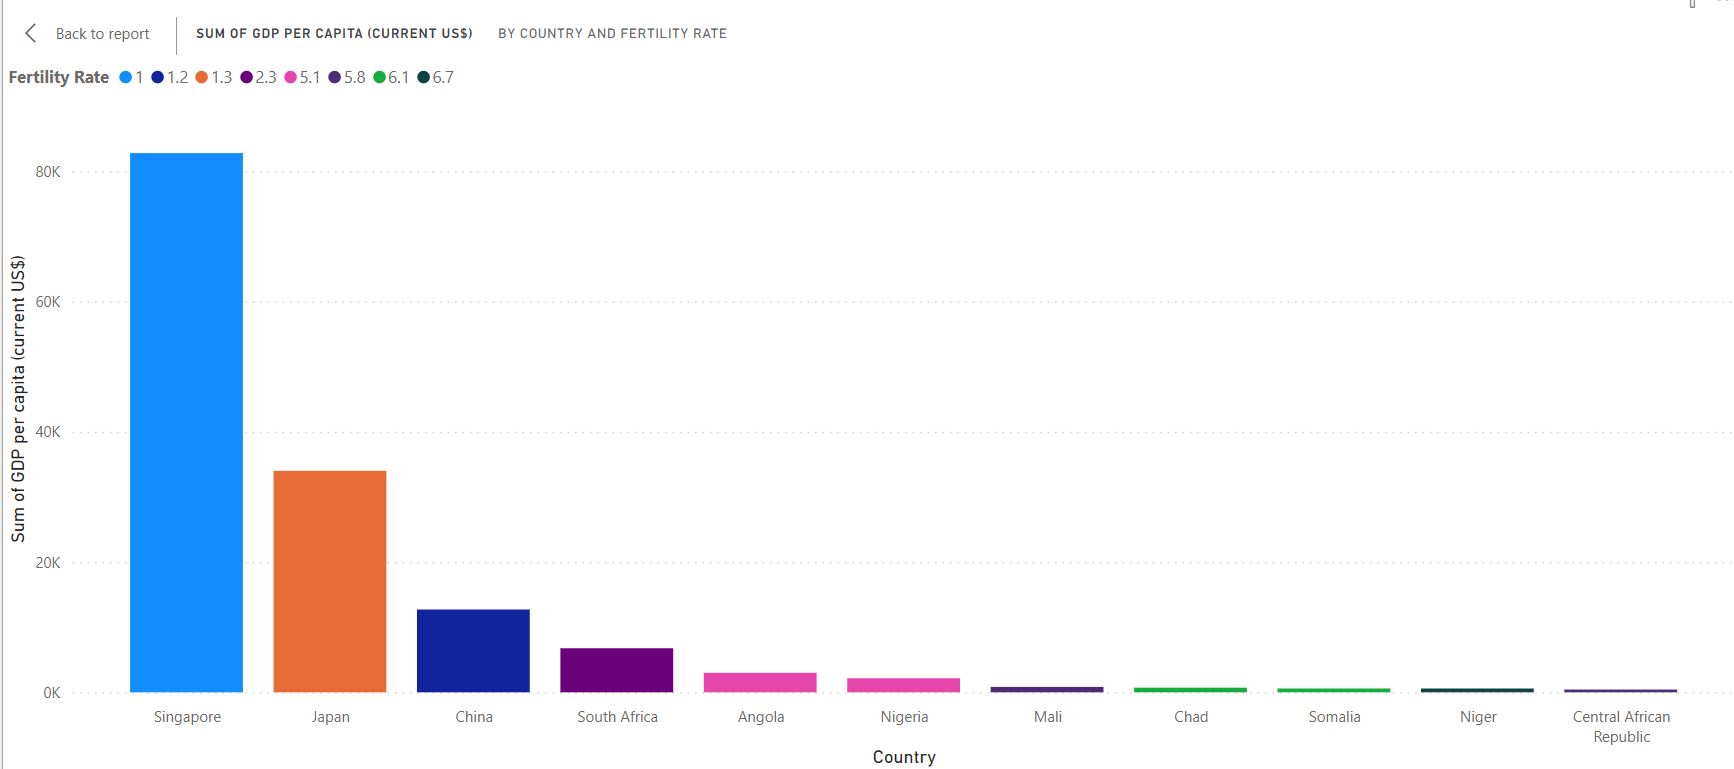 Back to report
SUM OF GDP PER CAPITA (CURRENT US$) BY COUNTRY AND FERTILITY RATE
Fertility Rate 1 1.2 1.3 2.3 5.1 5.8 6.1 6.7
Sum of GDP per capita (current US$)
80K
60K
40K
20K
0K
Singapore Japan China South Africa Angola Nigeria Mali Chad Somalia Niger Central African
Republic
Country